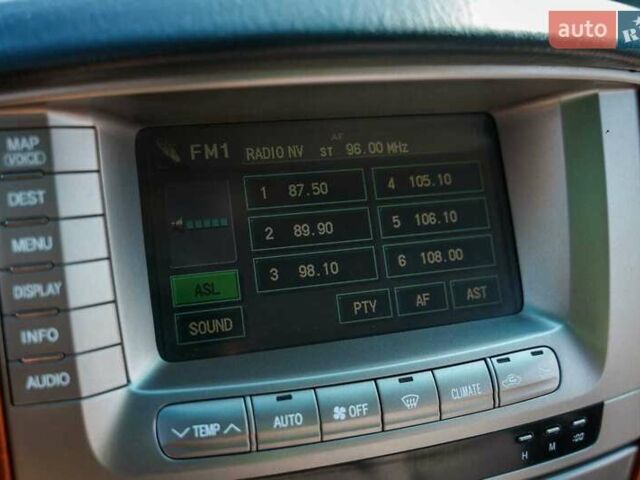 auto R
MAP
(VOICE)
DEST
MENU
DISPLAY
INFO
AUDIO
AF
FM1 RADIO NV ST 96.00 MHz
1 87.50
4 105.10
2 89.90
5 106.10
3 98.10
6 108.00
ASL
PTY AF AST
SOUND
TEMP
AUTO
OFF
CLIMATE
H M :00